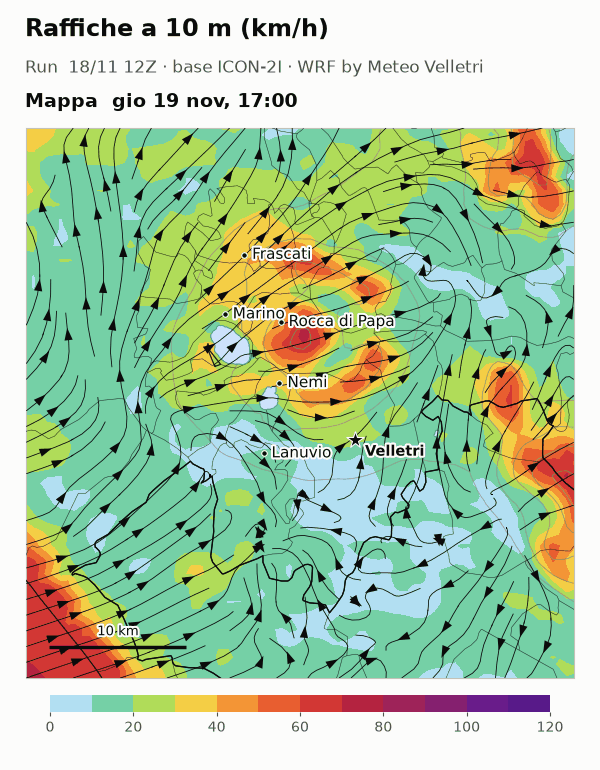 Raffiche a 10 m (km/h)
Run 18/11 12Z · base ICON-2I · WRF by Meteo Velletri
Mappa gio 19 nov, 17:00
Frascati
Marino
Rocca di Papa
Nemi
Velletri
Lanuvio
10 km
0 20 40 60 80 100 120